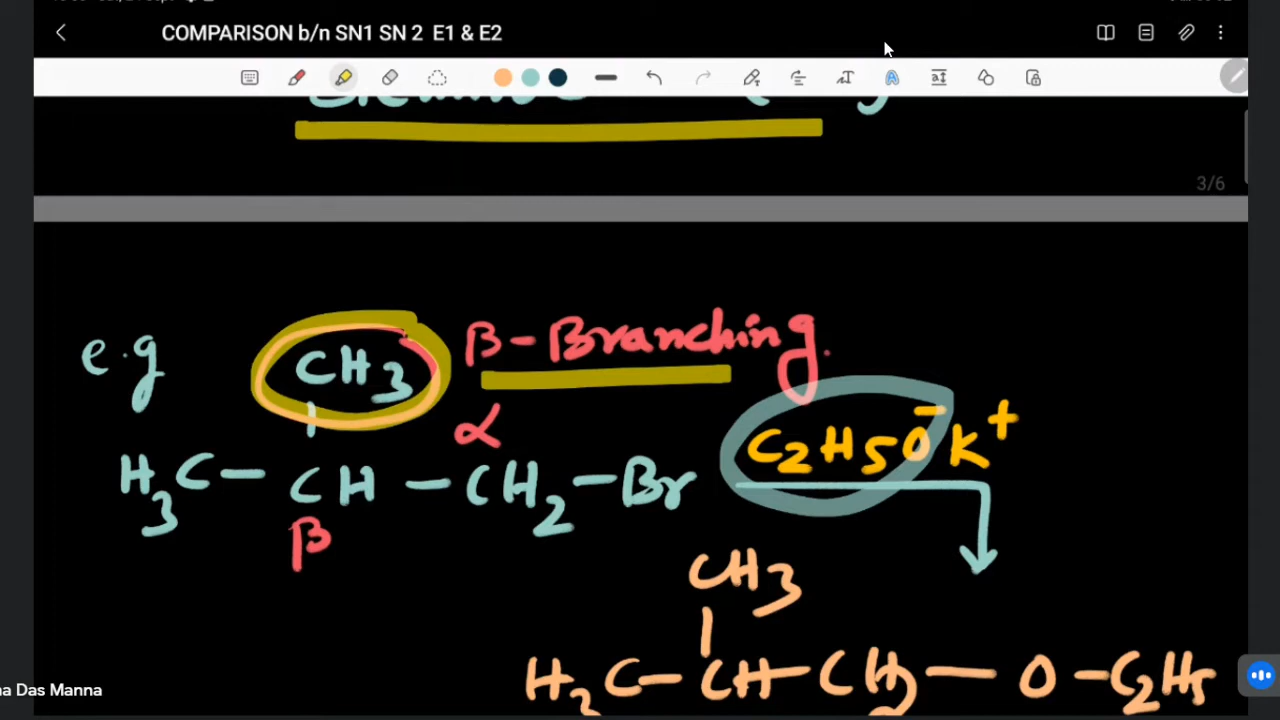 COMPARISON b/n SN1 SN 2 E1 & E2
3/6
e.g
CH3 β-Branching
α
C2H5O⁻K⁺
H3C-CH-CH2-Br
β
CH3
H3C-CH-CH2-O-C2H5
a Das Manna